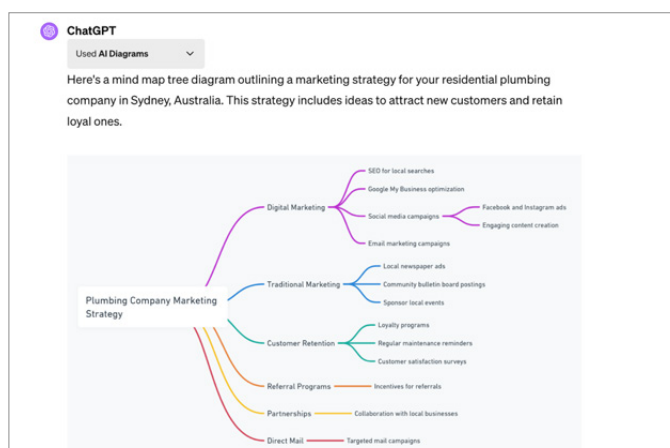 ChatGPT
Used AI Diagrams
Here's a mind map tree diagram outlining a marketing strategy for your residential plumbing
company in Sydney, Australia. This strategy includes ideas to attract new customers and retain
loyal ones.
Plumbing Company Marketing
Strategy
Digital Marketing
SEO for local searches
Google My Business optimization
Social media campaigns
Facebook and Instagram ads
Engaging content creation
Email marketing campaigns
Traditional Marketing
Local newspaper ads
Community bulletin board postings
Sponsor local events
Customer Retention
Loyalty programs
Regular maintenance reminders
Customer satisfaction surveys
Referral Programs
Incentives for referrals
Partnerships
Collaboration with local businesses
Direct Mail
Targeted mail campaigns